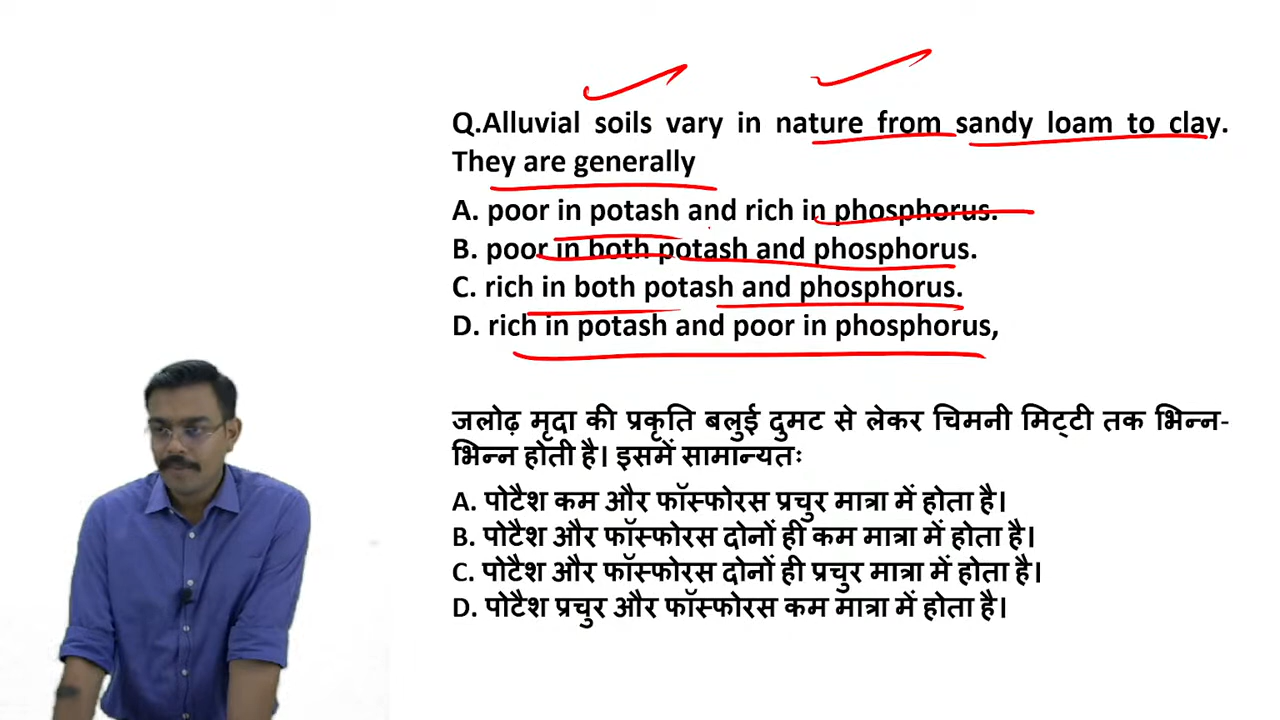 Q.Alluvial soils vary in nature from sandy loam to clay.
They are generally
A. poor in potash and rich in phosphorus.
B. poor in both potash and phosphorus.
C. rich in both potash and phosphorus.
D. rich in potash and poor in phosphorus,
जलोढ़ मृदा की प्रकृति बलुई दुमट से लेकर चिमनी मिट्टी तक भिन्न-
भिन्न होती है। इसमें सामान्यतः
A. पोटैश कम और फॉस्फोरस प्रचुर मात्रा में होता है।
B. पोटैश और फॉस्फोरस दोनों ही कम मात्रा में होता है।
C. पोटैश और फॉस्फोरस दोनों ही प्रचुर मात्रा में होता है।
D. पोटैश प्रचुर और फॉस्फोरस कम मात्रा में होता है।